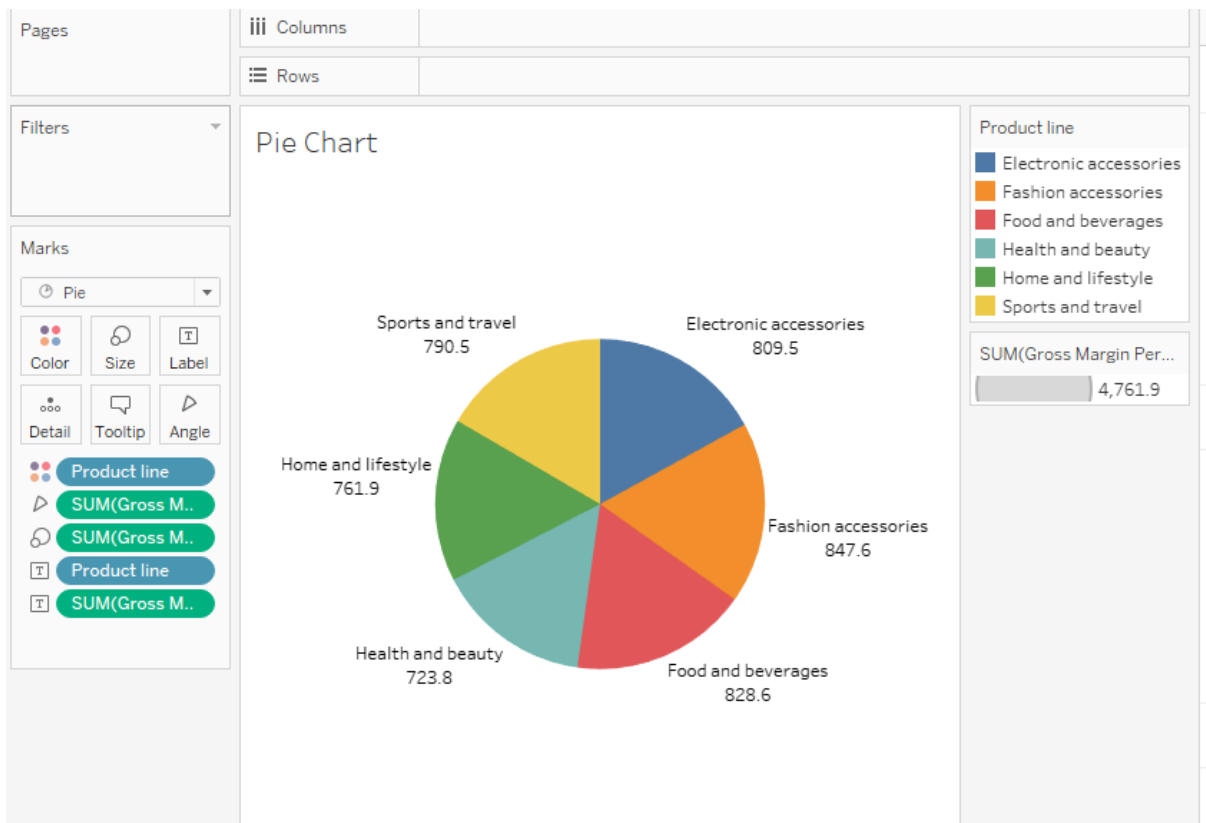 Pages
Columns
Rows
Filters
Marks
Pie
Color
Size
T
Label
Detail
Tooltip
Angle
Product line
SUM(Gross M..
SUM(Gross M..
T
Product line
T
SUM(Gross M..
Pie Chart
Sports and travel
790.5
Electronic accessories
809.5
Home and lifestyle
761.9
Fashion accessories
847.6
Health and beauty
723.8
Food and beverages
828.6
Product line
Electronic accessories
Fashion accessories
Food and beverages
Health and beauty
Home and lifestyle
Sports and travel
SUM(Gross Margin Per...
4,761.9